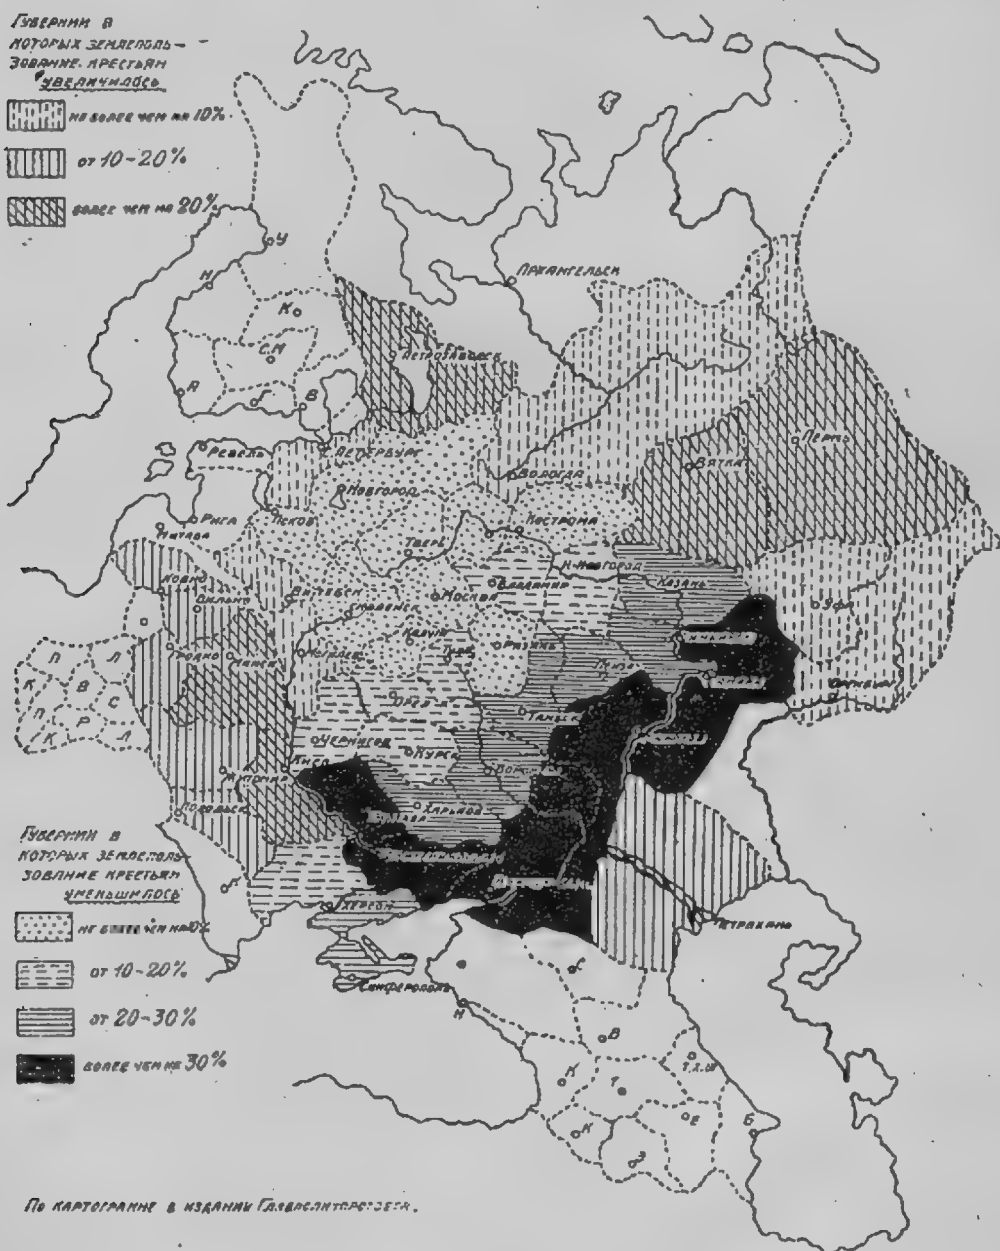 Губернии в
которых землеполь-
зование крестьян
увеличилось
не более чем на 10%
от 10-20%
более чем на 20%
У
Архангельск
Н
К
С.М
Петрозаводск
А
Г
В
Пермь
Ревель
С. Петербург
Вятка
Вологда
Новгород
Рига
Псков
Кострома
Митава
Тверь
Н-Новгород
Ковно
Витебск
Владимир
Казань
Вильно
Смоленск
Москва
Уфа
Калуга
Гродно
Минск
Могилев
Тула
Рязань
Пенза
П
Л
К
В
С
П
Р
К
Л
Орел
Тамбов
Чернигов
Курск
Киев
Житомир
Харьков
Подольск
Губернии в
которых землеполь-
зование крестьян
уменьшилось
К
не более чем на 10%
Херсон
Астрахань
от 10-20%
С
Симферополь
Н
от 20-30%
В
более чем на 30%
К
Т
Е
К
Б
Э
По картограмме в издании